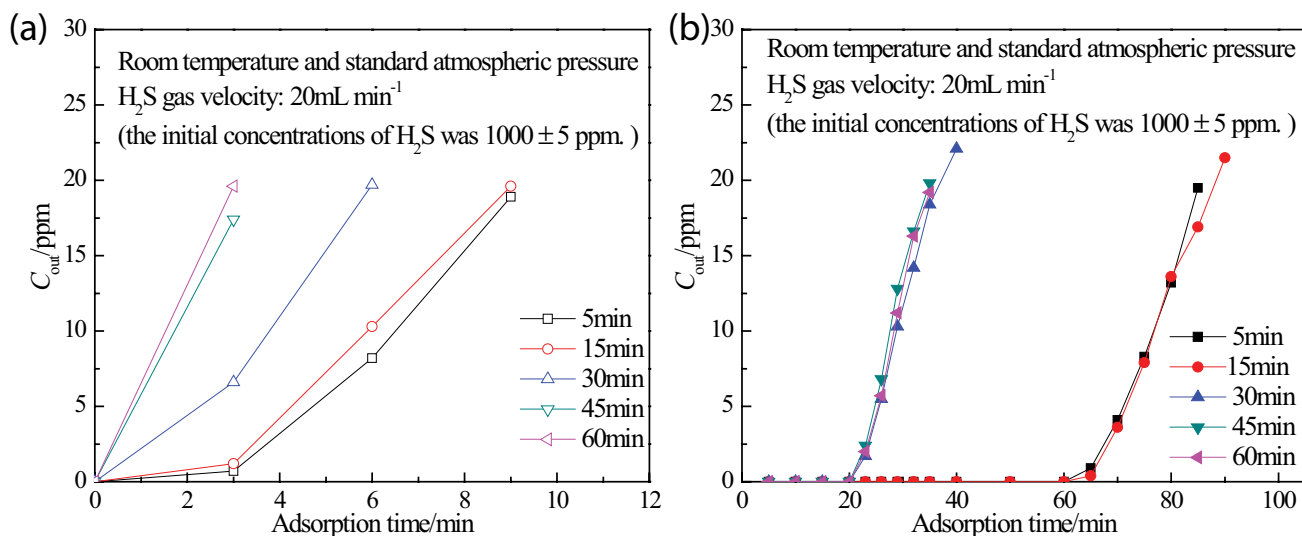 (a)
30
25
20
15
10
5
0
C_out/ppm
Room temperature and standard atmospheric pressure
H₂S gas velocity: 20mL min⁻¹
(the initial concentrations of H₂S was 1000 ± 5 ppm. )
5min
15min
30min
45min
60min
0 2 4 6 8 10 12
Adsorption time/min
(b)
30
25
20
15
10
5
0
C_out/ppm
Room temperature and standard atmospheric pressure
H₂S gas velocity: 20mL min⁻¹
(the initial concentrations of H₂S was 1000 ± 5 ppm. )
5min
15min
30min
45min
60min
0 20 40 60 80 100
Adsorption time/min